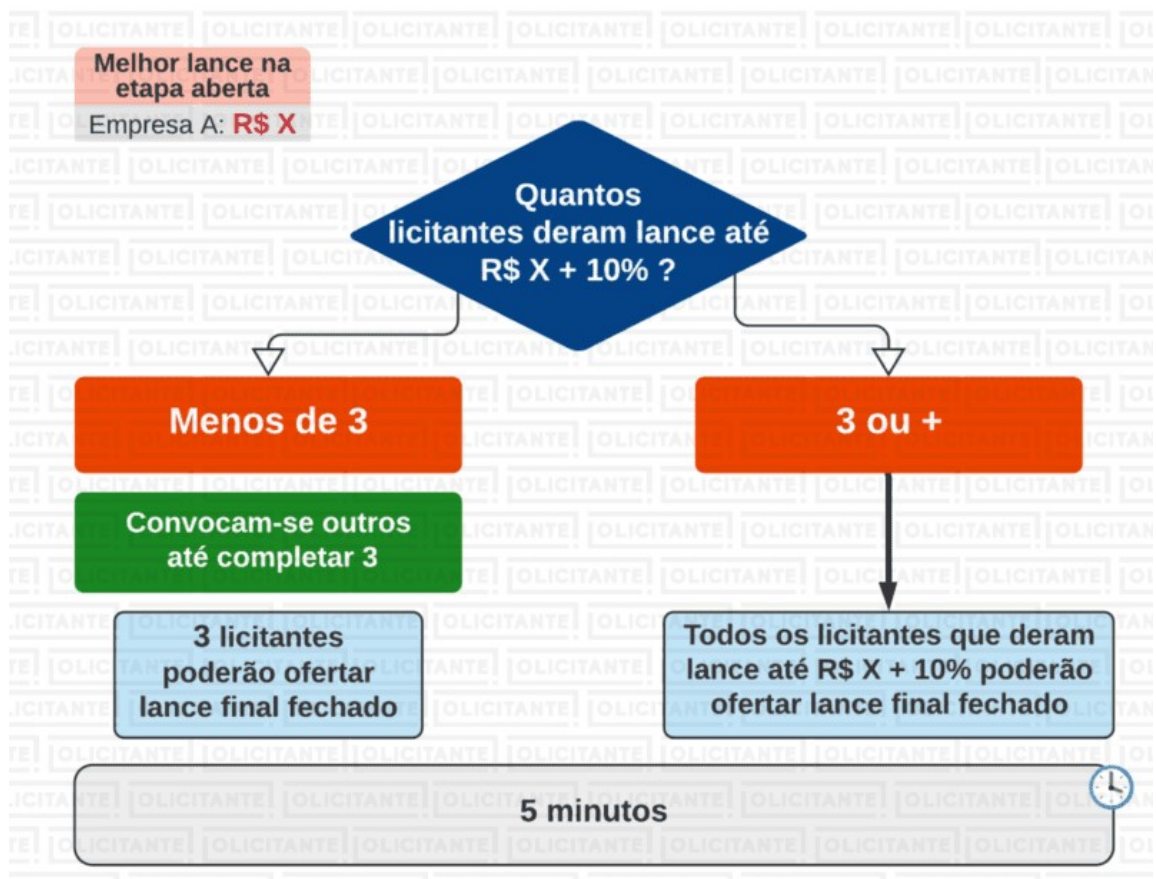 Melhor lance na
etapa aberta
Empresa A: R$ X
Quantos
licitantes deram lance até
R$ X + 10% ?
Menos de 3
3 ou +
Convocam-se outros
até completar 3
3 licitantes
poderão ofertar
lance final fechado
Todos os licitantes que deram
lance até R$ X + 10% poderão
ofertar lance final fechado
5 minutos